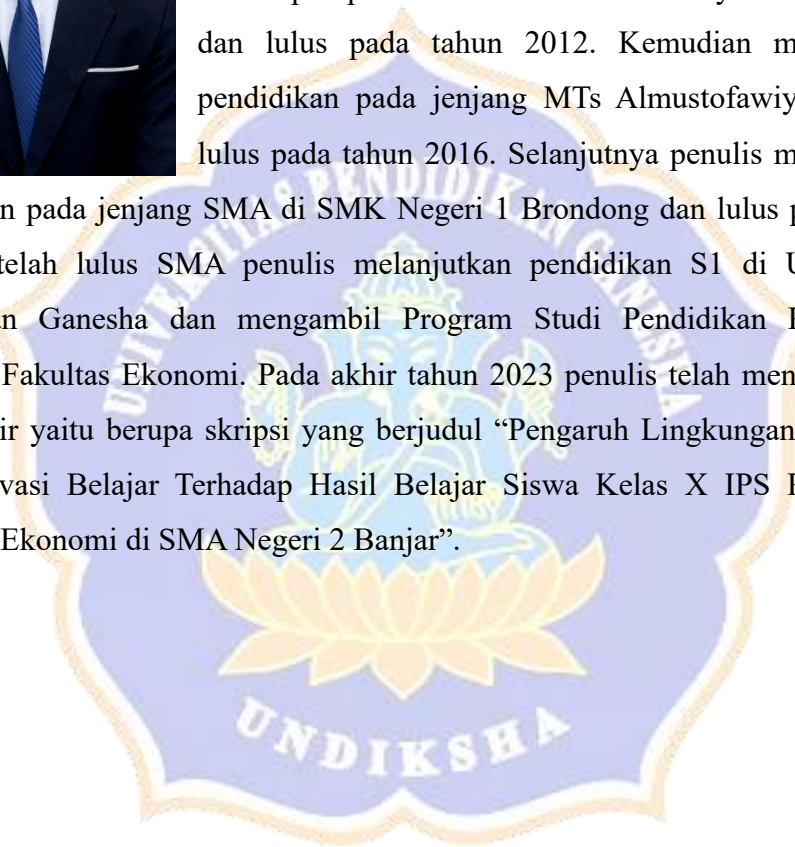 dan lulus pada tahun 2012. Kemudian m
pendidikan pada jenjang MTs Almustofawiy
lulus pada tahun 2016. Selanjutnya penulis m
n pada jenjang SMA di SMK Negeri 1 Brondong dan lulus p
telah lulus SMA penulis melanjutkan pendidikan S1 di U
n Ganesha dan mengambil Program Studi Pendidikan
Fakultas Ekonomi. Pada akhir tahun 2023 penulis telah men
ir yaitu berupa skripsi yang berjudul “Pengaruh Lingkungan
vasi Belajar Terhadap Hasil Belajar Siswa Kelas X IPS
Ekonomi di SMA Negeri 2 Banjar”.
UNIVERSITAS PENDIDIKAN GANESHA
UNDIKSHA